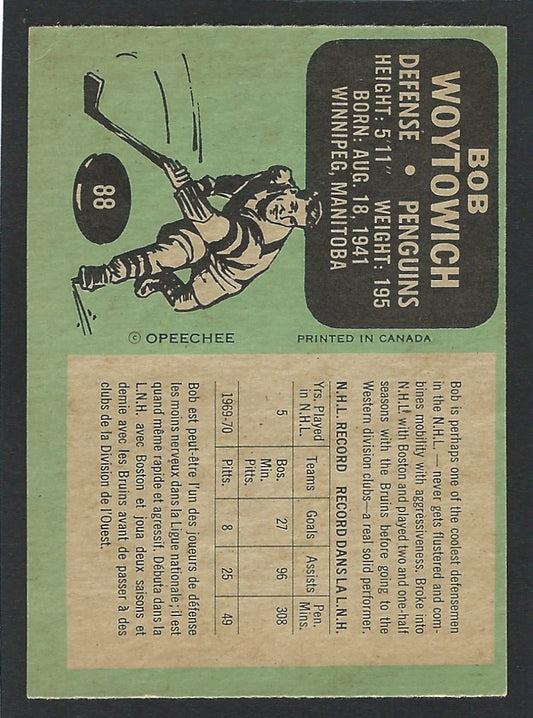 BOB
WOYTOWICH
DEFENSE • PENGUINS
HEIGHT: 5'11" WEIGHT: 195
BORN: AUG. 18, 1941
WINNIPEG, MANITOBA
88
© OPEECHEE
PRINTED IN CANADA
Bob is perhaps one of the coolest defensemen
in the N.H.L. — never gets flustered and com-
bines mobility with aggressiveness. Broke into
N.H.L. with Boston and played two and one-half
seasons with the Bruins before going to the
Western division clubs—a real solid performer.
N.H.L. RECORD RECORD DANS LA L.N.H.
Yrs. Played Teams Goals Assists Pen.
in N.H.L. Mins.
5 Bos. 27 96 308
Min.
Pitts.
1969-70 Pitts. 8 25 49
Bob est peut-être l'un des joueurs de défense
les moins nerveux dans la Ligue nationale; il est
quand même rapide et agressif. Débuta dans la
L.N.H. avec Boston et joua deux saisons et
demie avec les Bruins avant de passer à des
clubs de la Division de l'Ouest.